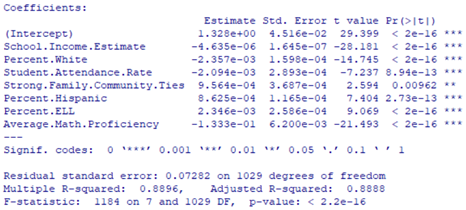 Coefficients:
Estimate Std. Error t value Pr(>|t|)
(Intercept) 1.328e+00 4.516e-02 29.399 < 2e-16 ***
School.Income.Estimate -4.635e-06 1.645e-07 -28.181 < 2e-16 ***
Percent.White -2.357e-03 1.598e-04 -14.745 < 2e-16 ***
Student.Attendance.Rate -2.094e-03 2.893e-04 -7.237 8.94e-13 ***
Strong.Family.Community.Ties 9.564e-04 3.687e-04 2.594 0.00962 **
Percent.Hispanic 8.625e-04 1.165e-04 7.404 2.73e-13 ***
Percent.ELL 2.346e-03 2.586e-04 9.069 < 2e-16 ***
Average.Math.Proficiency -1.333e-01 6.200e-03 -21.493 < 2e-16 ***
---
Signif. codes: 0 ‘***’ 0.001 ‘**’ 0.01 ‘*’ 0.05 ‘.’ 0.1 ‘ ’ 1
Residual standard error: 0.07282 on 1029 degrees of freedom
Multiple R-squared: 0.8896, Adjusted R-squared: 0.8888
F-statistic: 1184 on 7 and 1029 DF, p-value: < 2.2e-16